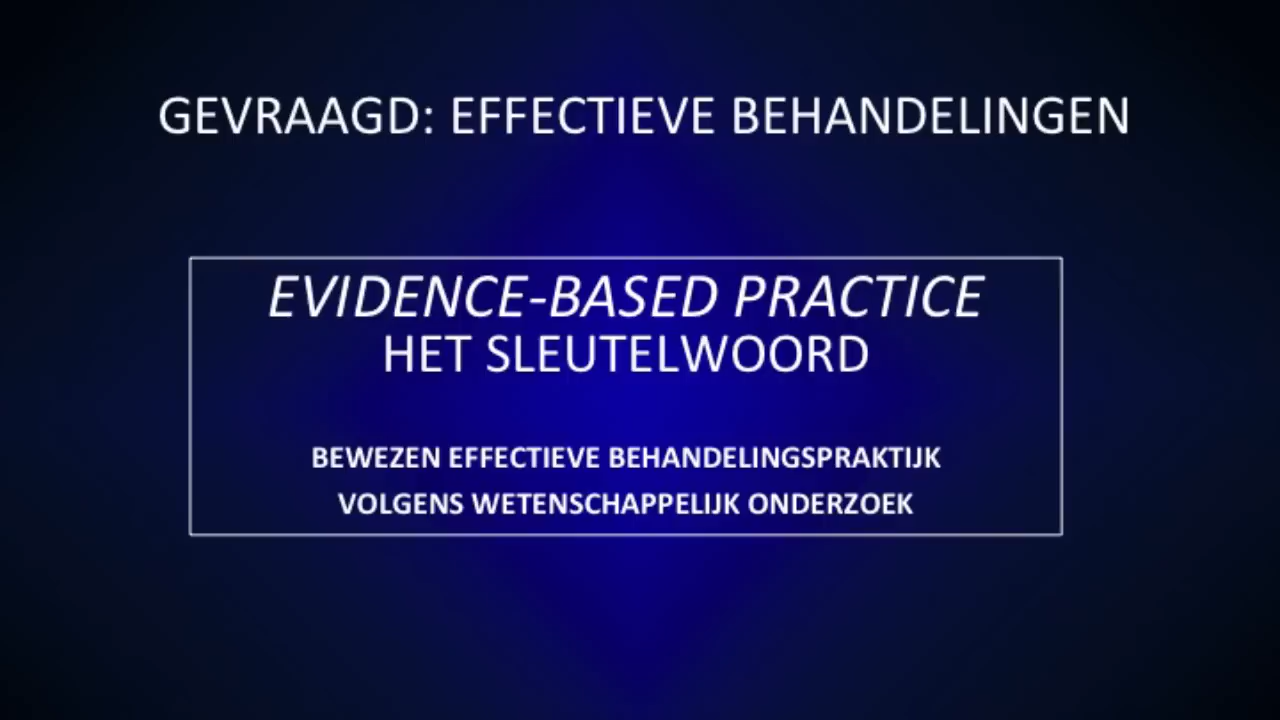 GEVRAAGD: EFFECTIEVE BEHANDELINGEN
EVIDENCE-BASED PRACTICE
HET SLEUTELWOORD
BEWEZEN EFFECTIEVE BEHANDELINGSPRAKTIJK
VOLGENS WETENSCHAPPELIJK ONDERZOEK